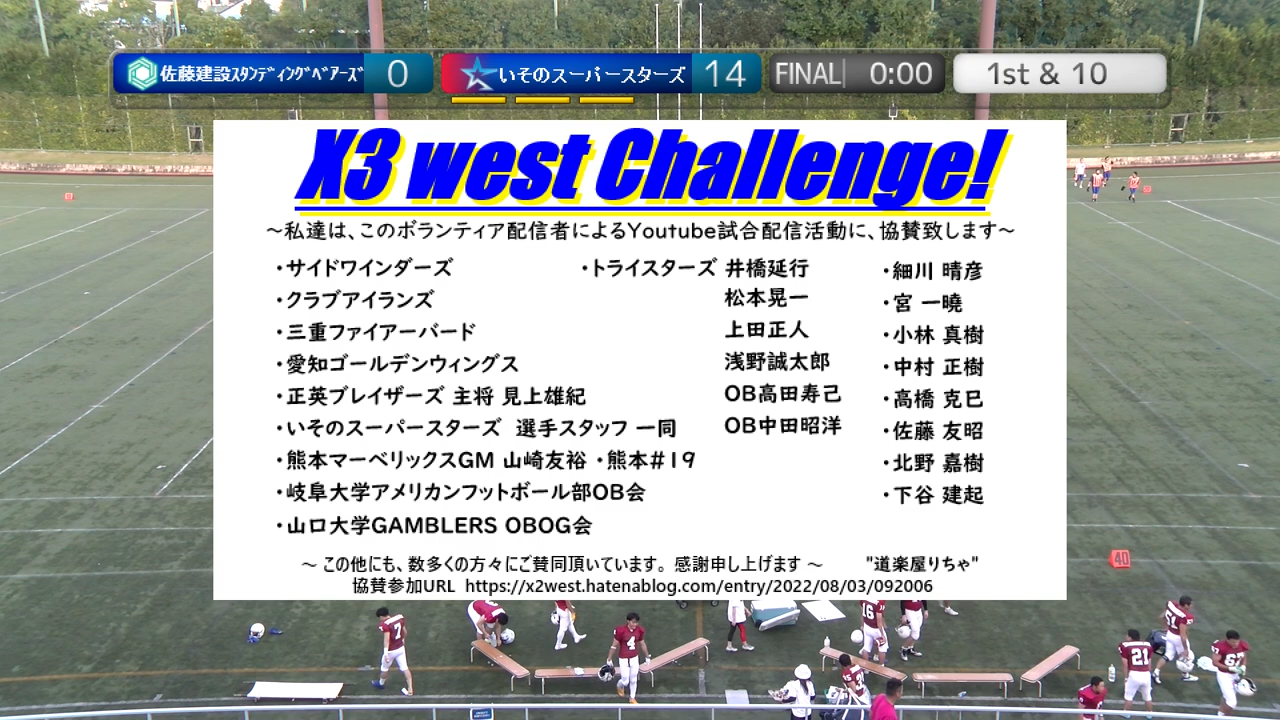 佐藤建設スタンディングベアーズ 0 いそのスーパースターズ 14 FINAL 0:00 1st & 10
X3 west Challenge!
～私達は、このボランティア配信者によるYoutube試合配信活動に、協賛致します～
・サイドワインダーズ
・クラブアイランズ
・三重ファイアーバード
・愛知ゴールデンウィングス
・正英ブレイザーズ 主将 見上雄紀
・いそのスーパースターズ 選手スタッフ 一同
・熊本マーベリックスGM 山崎友裕 ・熊本#19
・岐阜大学アメリカンフットボール部OB会
・山口大学GAMBLERS OBOG会
・トライスターズ 井橋延行
松本晃一
上田正人
浅野誠太郎
OB高田寿己
OB中田昭洋
・細川 晴彦
・宮 一曉
・小林 真樹
・中村 正樹
・高橋 克巳
・佐藤 友昭
・北野 嘉樹
・下谷 建起
～ この他にも、数多くの方々にご賛同頂いています。感謝申し上げます ～ "道楽屋りちゃ"
協賛参加URL https://x2west.hatenablog.com/entry/2022/08/03/092006
40
7
4
16
21